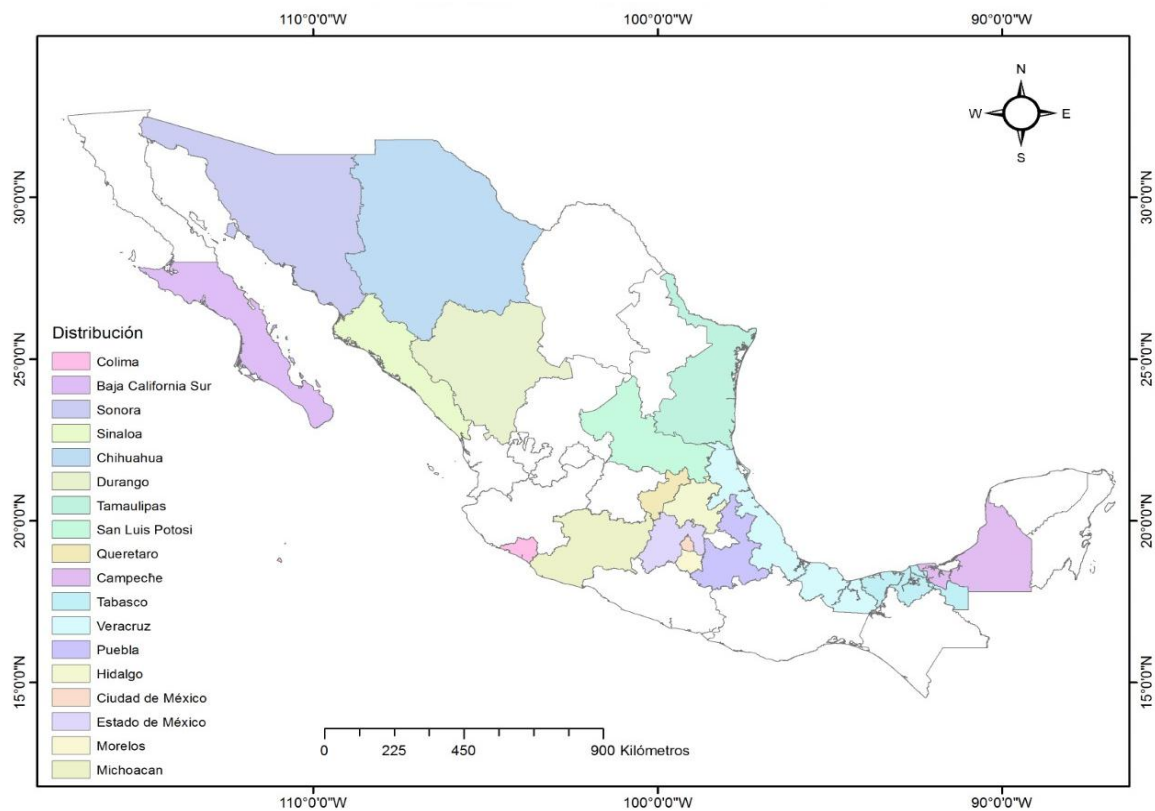 110°0'0"W 100°0'0"W 90°0'0"W
N
W E
S
30°0'0"N 30°0'0"N
25°0'0"N 25°0'0"N
20°0'0"N 20°0'0"N
15°0'0"N 15°0'0"N
Distribución
Colima
Baja California Sur
Sonora
Sinaloa
Chihuahua
Durango
Tamaulipas
San Luis Potosi
Queretaro
Campeche
Tabasco
Veracruz
Puebla
Hidalgo
Ciudad de México
Estado de México
Morelos
Michoacan
0 225 450 900 Kilómetros
110°0'0"W 100°0'0"W 90°0'0"W